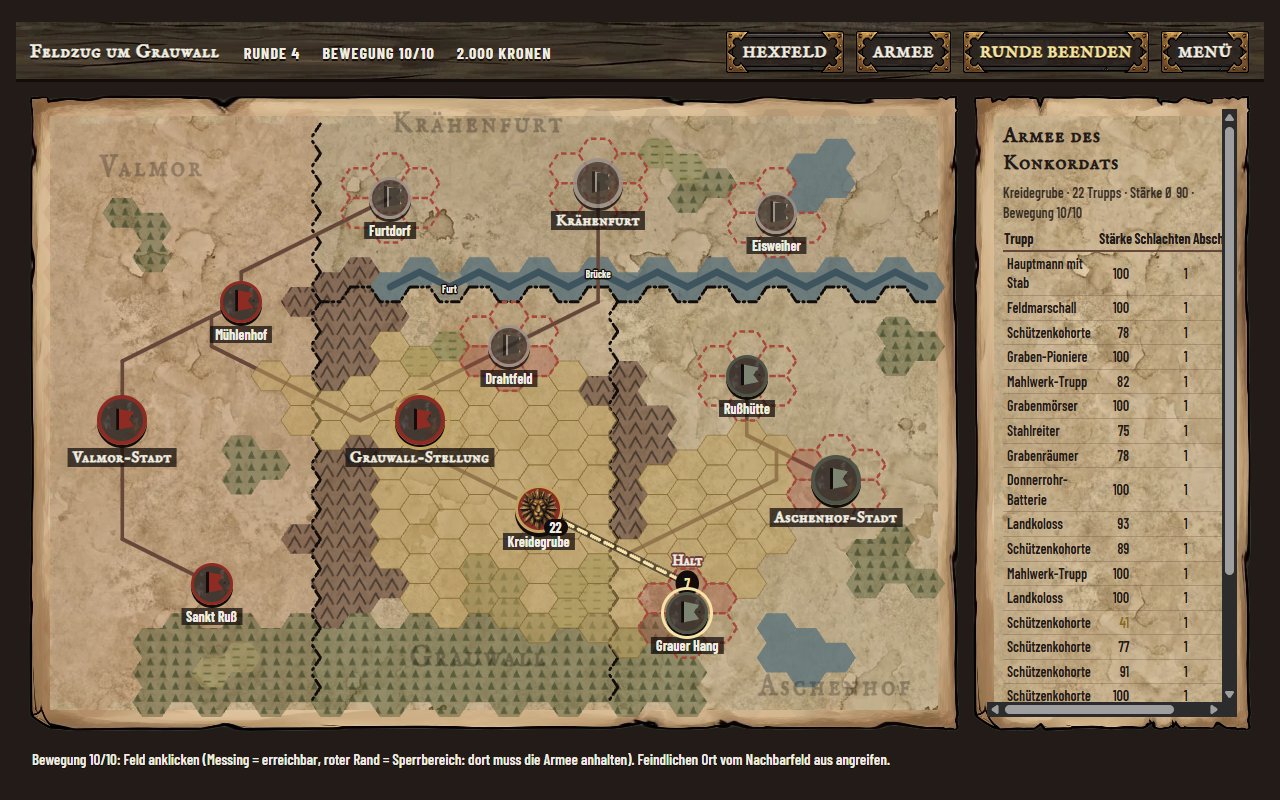 Feldzug um Grauwall
RUNDE 4
BEWEGUNG 10/10
2.000 KRONEN
HEXFELD
ARMEE
RUNDE BEENDEN
MENÜ
Krähenfurt
Valmor
Furtdorf
Krähenfurt
Eisweiher
Brücke
Furt
Mühlenhof
Drahtfeld
Rußhütte
Valmor-Stadt
Grauwall-Stellung
Aschenhof-Stadt
22
Kreidegrube
Halt
7
Sankt Ruß
Grauer Hang
Grauwall
Aschenhof
Armee des
Konkordats
Kreidegrube · 22 Trupps · Stärke Ø 90 ·
Bewegung 10/10
Trupp Stärke Schlachten Absch
Hauptmann mit
Stab 100 1
Feldmarschall 100 1
Schützenkohorte 78 1
Graben-Pioniere 100 1
Mahlwerk-Trupp 82 1
Grabenmörser 100 1
Stahlreiter 75 1
Grabenräumer 78 1
Donnerrohr-
Batterie 100 1
Landkoloss 93 1
Schützenkohorte 89 1
Mahlwerk-Trupp 100 1
Landkoloss 100 1
Schützenkohorte 41 1
Schützenkohorte 77 1
Schützenkohorte 91 1
Schützenkohorte 100 1
Bewegung 10/10: Feld anklicken (Messing = erreichbar, roter Rand = Sperrbereich: dort muss die Armee anhalten). Feindlichen Ort vom Nachbarfeld aus angreifen.